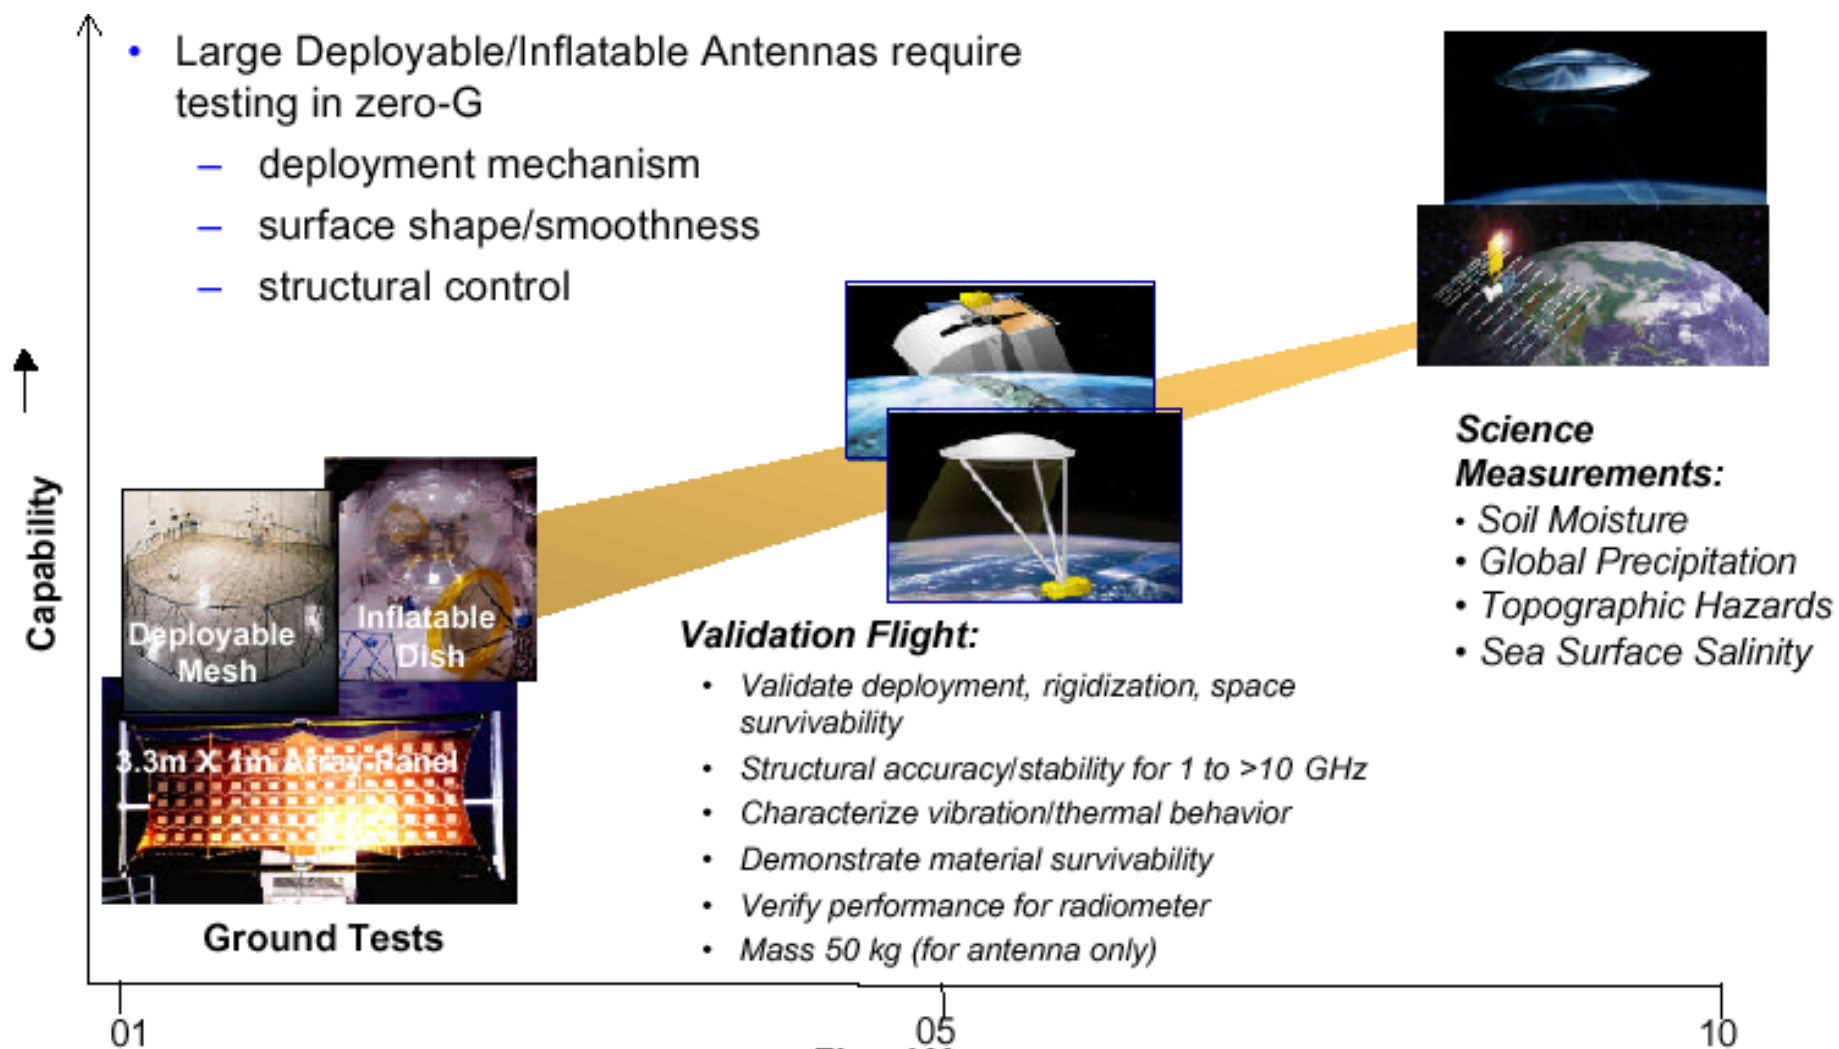 • Large Deployable/Inflatable Antennas require
testing in zero-G
– deployment mechanism
– surface shape/smoothness
– structural control
Capability
Deployable
Mesh
Inflatable
Dish
3.3m X 1m Array Panel
Ground Tests
Validation Flight:
• Validate deployment, rigidization, space
survivability
• Structural accuracy/stability for 1 to >10 GHz
• Characterize vibration/thermal behavior
• Demonstrate material survivability
• Verify performance for radiometer
• Mass 50 kg (for antenna only)
Science
Measurements:
• Soil Moisture
• Global Precipitation
• Topographic Hazards
• Sea Surface Salinity
01
05
10